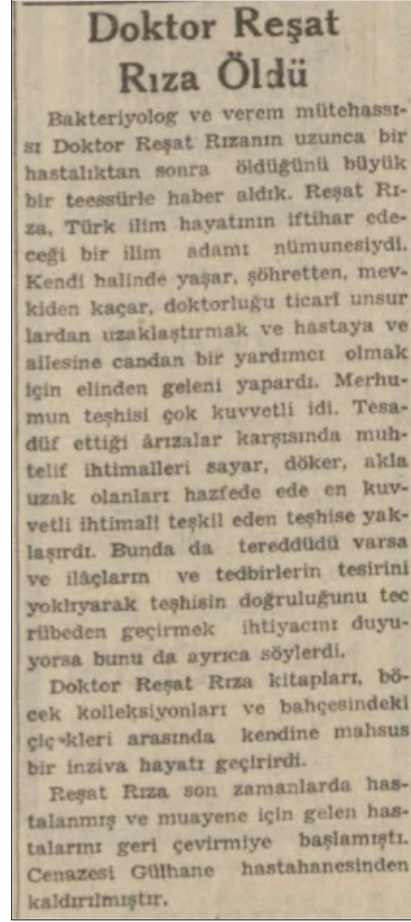 Doktor Reşat
Rıza Öldü
Bakteriyolog ve verem mütehassı-
sı Doktor Reşat Rızanın uzunca bir
hastalıktan sonra öldüğünü büyük
bir teessürle haber aldık. Reşat Rı-
za, Türk ilim hayatının iftihar ede-
ceği bir ilim adamı nümunesiydi.
Kendi halinde yaşar, şöhretten, mev-
kiden kaçar, doktorluğu ticarî unsur
lardan uzaklaştırmak ve hastaya ve
ailesine candan bir yardımcı olmak
için elinden geleni yapardı. Merhu-
mun teşhisi çok kuvvetli idi. Tesa-
düf ettiği ârızalar karşısında muh-
telif ihtimalleri sayar, döker, akla
uzak olanları hazfede ede en kuv-
vetli ihtimali teşkil eden teşhise yak-
laşırdı. Bunda da tereddüdü varsa
ve ilâçların ve tedbirlerin tesirini
yoklıyarak teşhisin doğruluğunu tec
rübeden geçirmek ihtiyacını duyu-
yorsa bunu da ayrıca söylerdi.
Doktor Reşat Rıza kitapları, bö-
cek kolleksiyonları ve bahçesindeki
çiçekleri arasında kendine mahsus
bir inziva hayatı geçirirdi.
Reşat Rıza son zamanlarda has-
talanmış ve muayene için gelen has-
talarını geri çevirmiye başlamıştı.
Cenazesi Gülhane hastahanesinden
kaldırılmıştır.